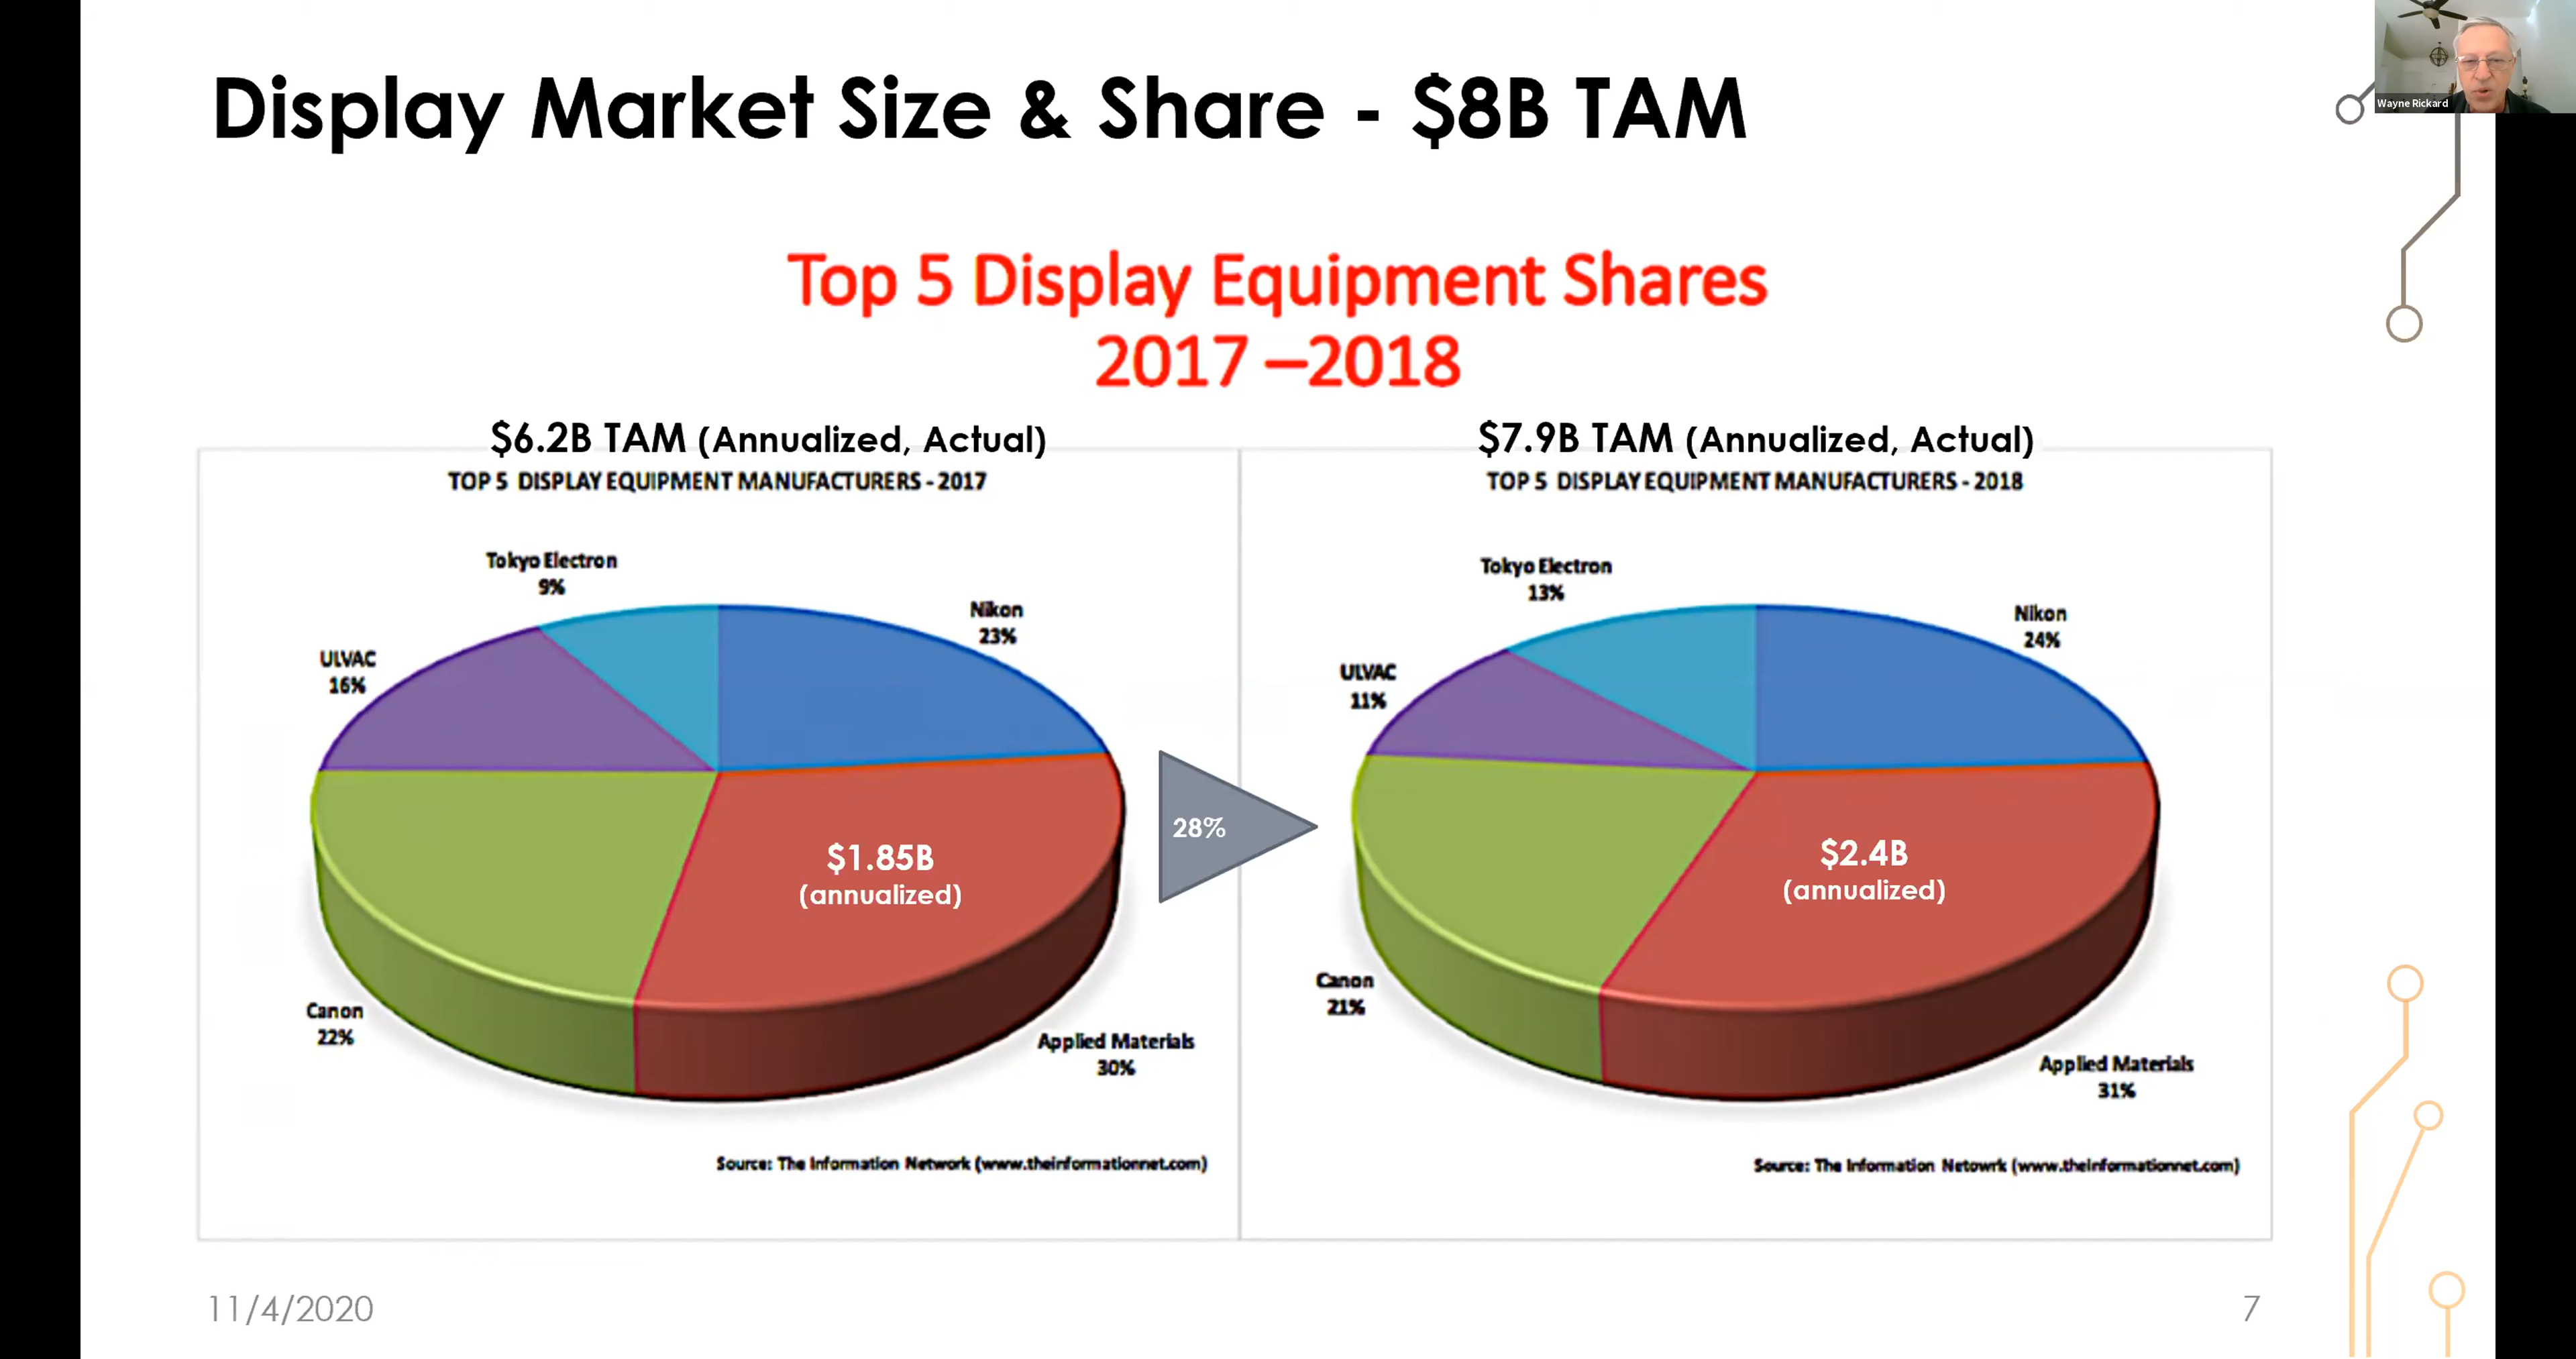 Display Market Size & Share - $8B TAM
Wayne Rickard
Top 5 Display Equipment Shares
2017 –2018
$6.2B TAM (Annualized, Actual)
TOP 5 DISPLAY EQUIPMENT MANUFACTURERS - 2017
Tokyo Electron
9%
Nikon
23%
ULVAC
16%
$1.85B
(annualized)
Canon
22%
Applied Materials
30%
Source: The Information Network (www.theinformationnet.com)
28%
$7.9B TAM (Annualized, Actual)
TOP 5 DISPLAY EQUIPMENT MANUFACTURERS - 2018
Tokyo Electron
13%
Nikon
24%
ULVAC
11%
$2.4B
(annualized)
Canon
21%
Applied Materials
31%
Source: The Information Netowrk (www.theinformationnet.com)
11/4/2020
7